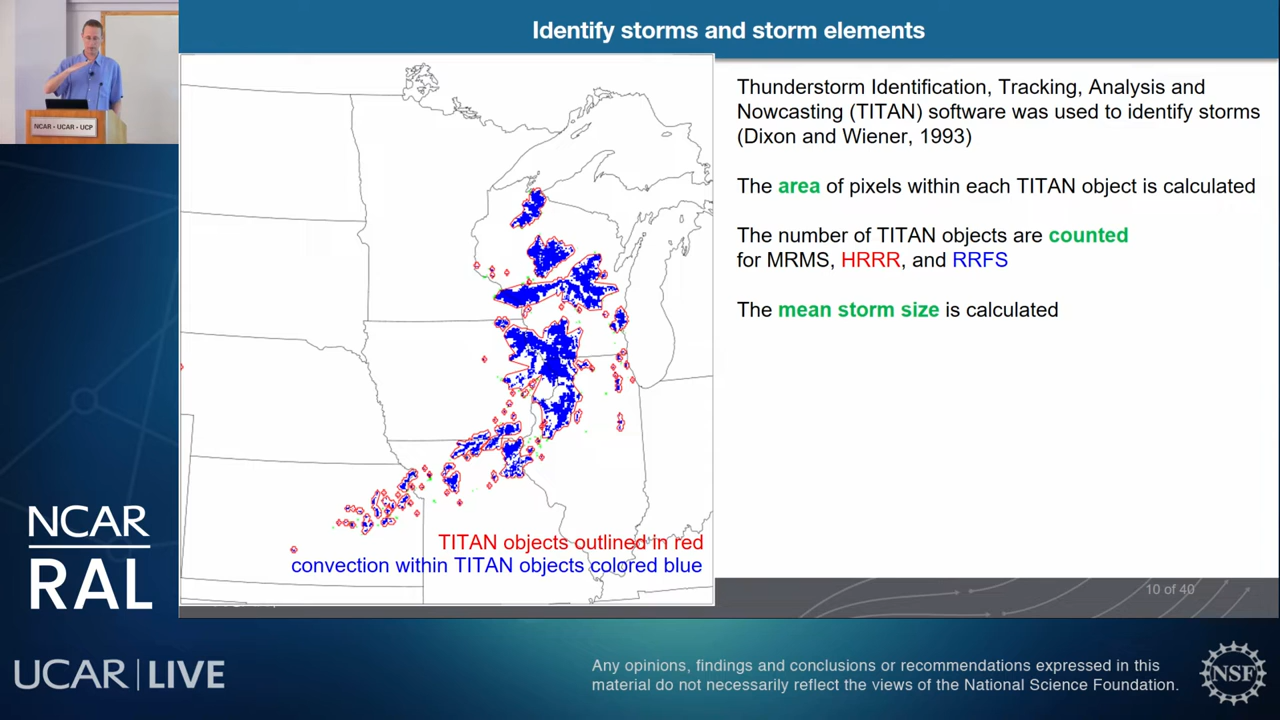 Identify storms and storm elements
NCAR • UCAR • UCP
Thunderstorm Identification, Tracking, Analysis and
Nowcasting (TITAN) software was used to identify storms
(Dixon and Wiener, 1993)
The area of pixels within each TITAN object is calculated
The number of TITAN objects are counted
for MRMS, HRRR, and RRFS
The mean storm size is calculated
TITAN objects outlined in red
convection within TITAN objects colored blue
10 of 40
NCAR
RAL
UCAR | LIVE
Any opinions, findings and conclusions or recommendations expressed in this
material do not necessarily reflect the views of the National Science Foundation.
NSF